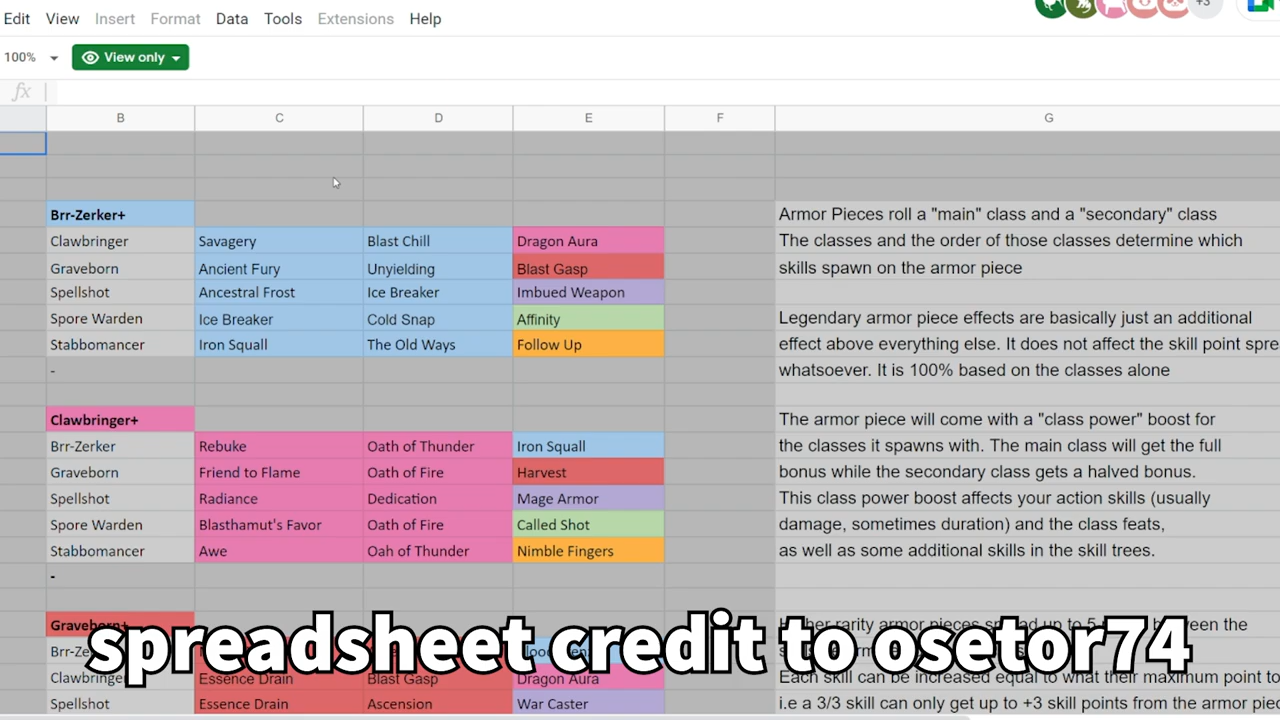 Edit View Insert Format Data Tools Extensions Help +3
100% View only
fx
B C D E F G
Brr-Zerker+ Armor Pieces roll a "main" class and a "secondary" class
Clawbringer Savagery Blast Chill Dragon Aura The classes and the order of those classes determine which
Graveborn Ancient Fury Unyielding Blast Gasp skills spawn on the armor piece
Spellshot Ancestral Frost Ice Breaker Imbued Weapon
Spore Warden Ice Breaker Cold Snap Affinity Legendary armor piece effects are basically just an additional
Stabbomancer Iron Squall The Old Ways Follow Up effect above everything else. It does not affect the skill point spre
- whatsoever. It is 100% based on the classes alone
Clawbringer+ The armor piece will come with a "class power" boost for
Brr-Zerker Rebuke Oath of Thunder Iron Squall the classes it spawns with. The main class will get the full
Graveborn Friend to Flame Oath of Fire Harvest bonus while the secondary class gets a halved bonus.
Spellshot Radiance Dedication Mage Armor This class power boost affects your action skills (usually
Spore Warden Blasthamut's Favor Oath of Fire Called Shot damage, sometimes duration) and the class feats,
Stabbomancer Awe Oah of Thunder Nimble Fingers as well as some additional skills in the skill trees.
-
Graveborn+ rarity armor pieces up to 5 the
spreadsheet credit to osetor74
Clawbringer Essence Drain Blast Gasp Dragon Aura Each skill can be increased equal to what their maximum point to
Spellshot Essence Drain Ascension War Caster i.e a 3/3 skill can only get up to +3 skill points from the armor piec